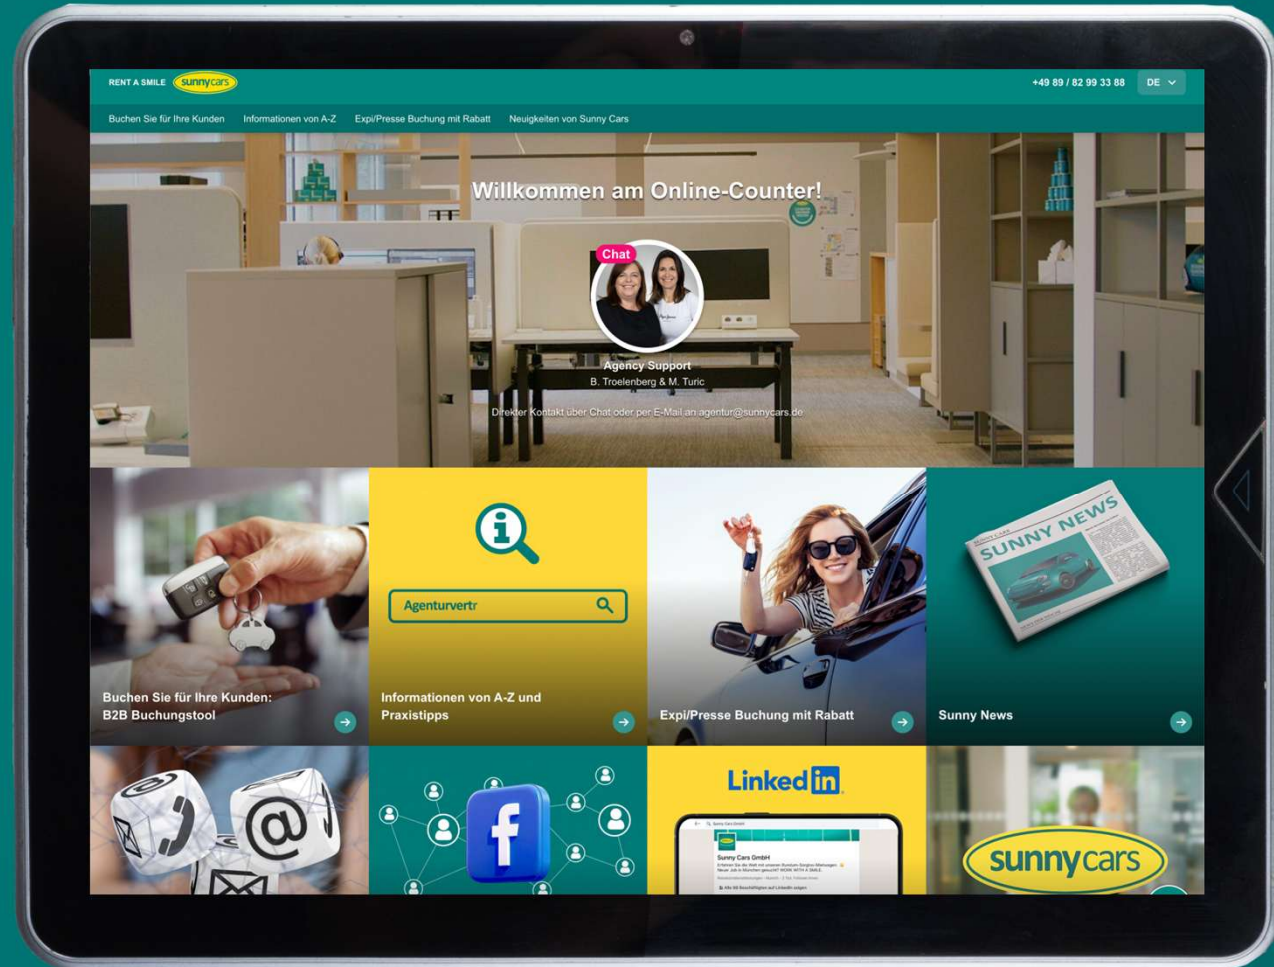 RENT A SMILE sunnycars
+49 89 / 82 99 33 88 DE
Buchen Sie für Ihre Kunden Informationen von A-Z Expi/Presse Buchung mit Rabatt Neuigkeiten von Sunny Cars
Willkommen am Online-Counter!
Chat
Agency Support
B. Troelenberg & M. Turic
Direkter Kontakt über Chat oder per E-Mail an agentur@sunnycars.de
Buchen Sie für Ihre Kunden:
B2B Buchungstool
Agenturvertr
Informationen von A-Z und
Praxistipps
Expi/Presse Buchung mit Rabatt
SUNNY NEWS
Sunny News
@
f
Linked in
Sunny Cars GmbH
sunnycars